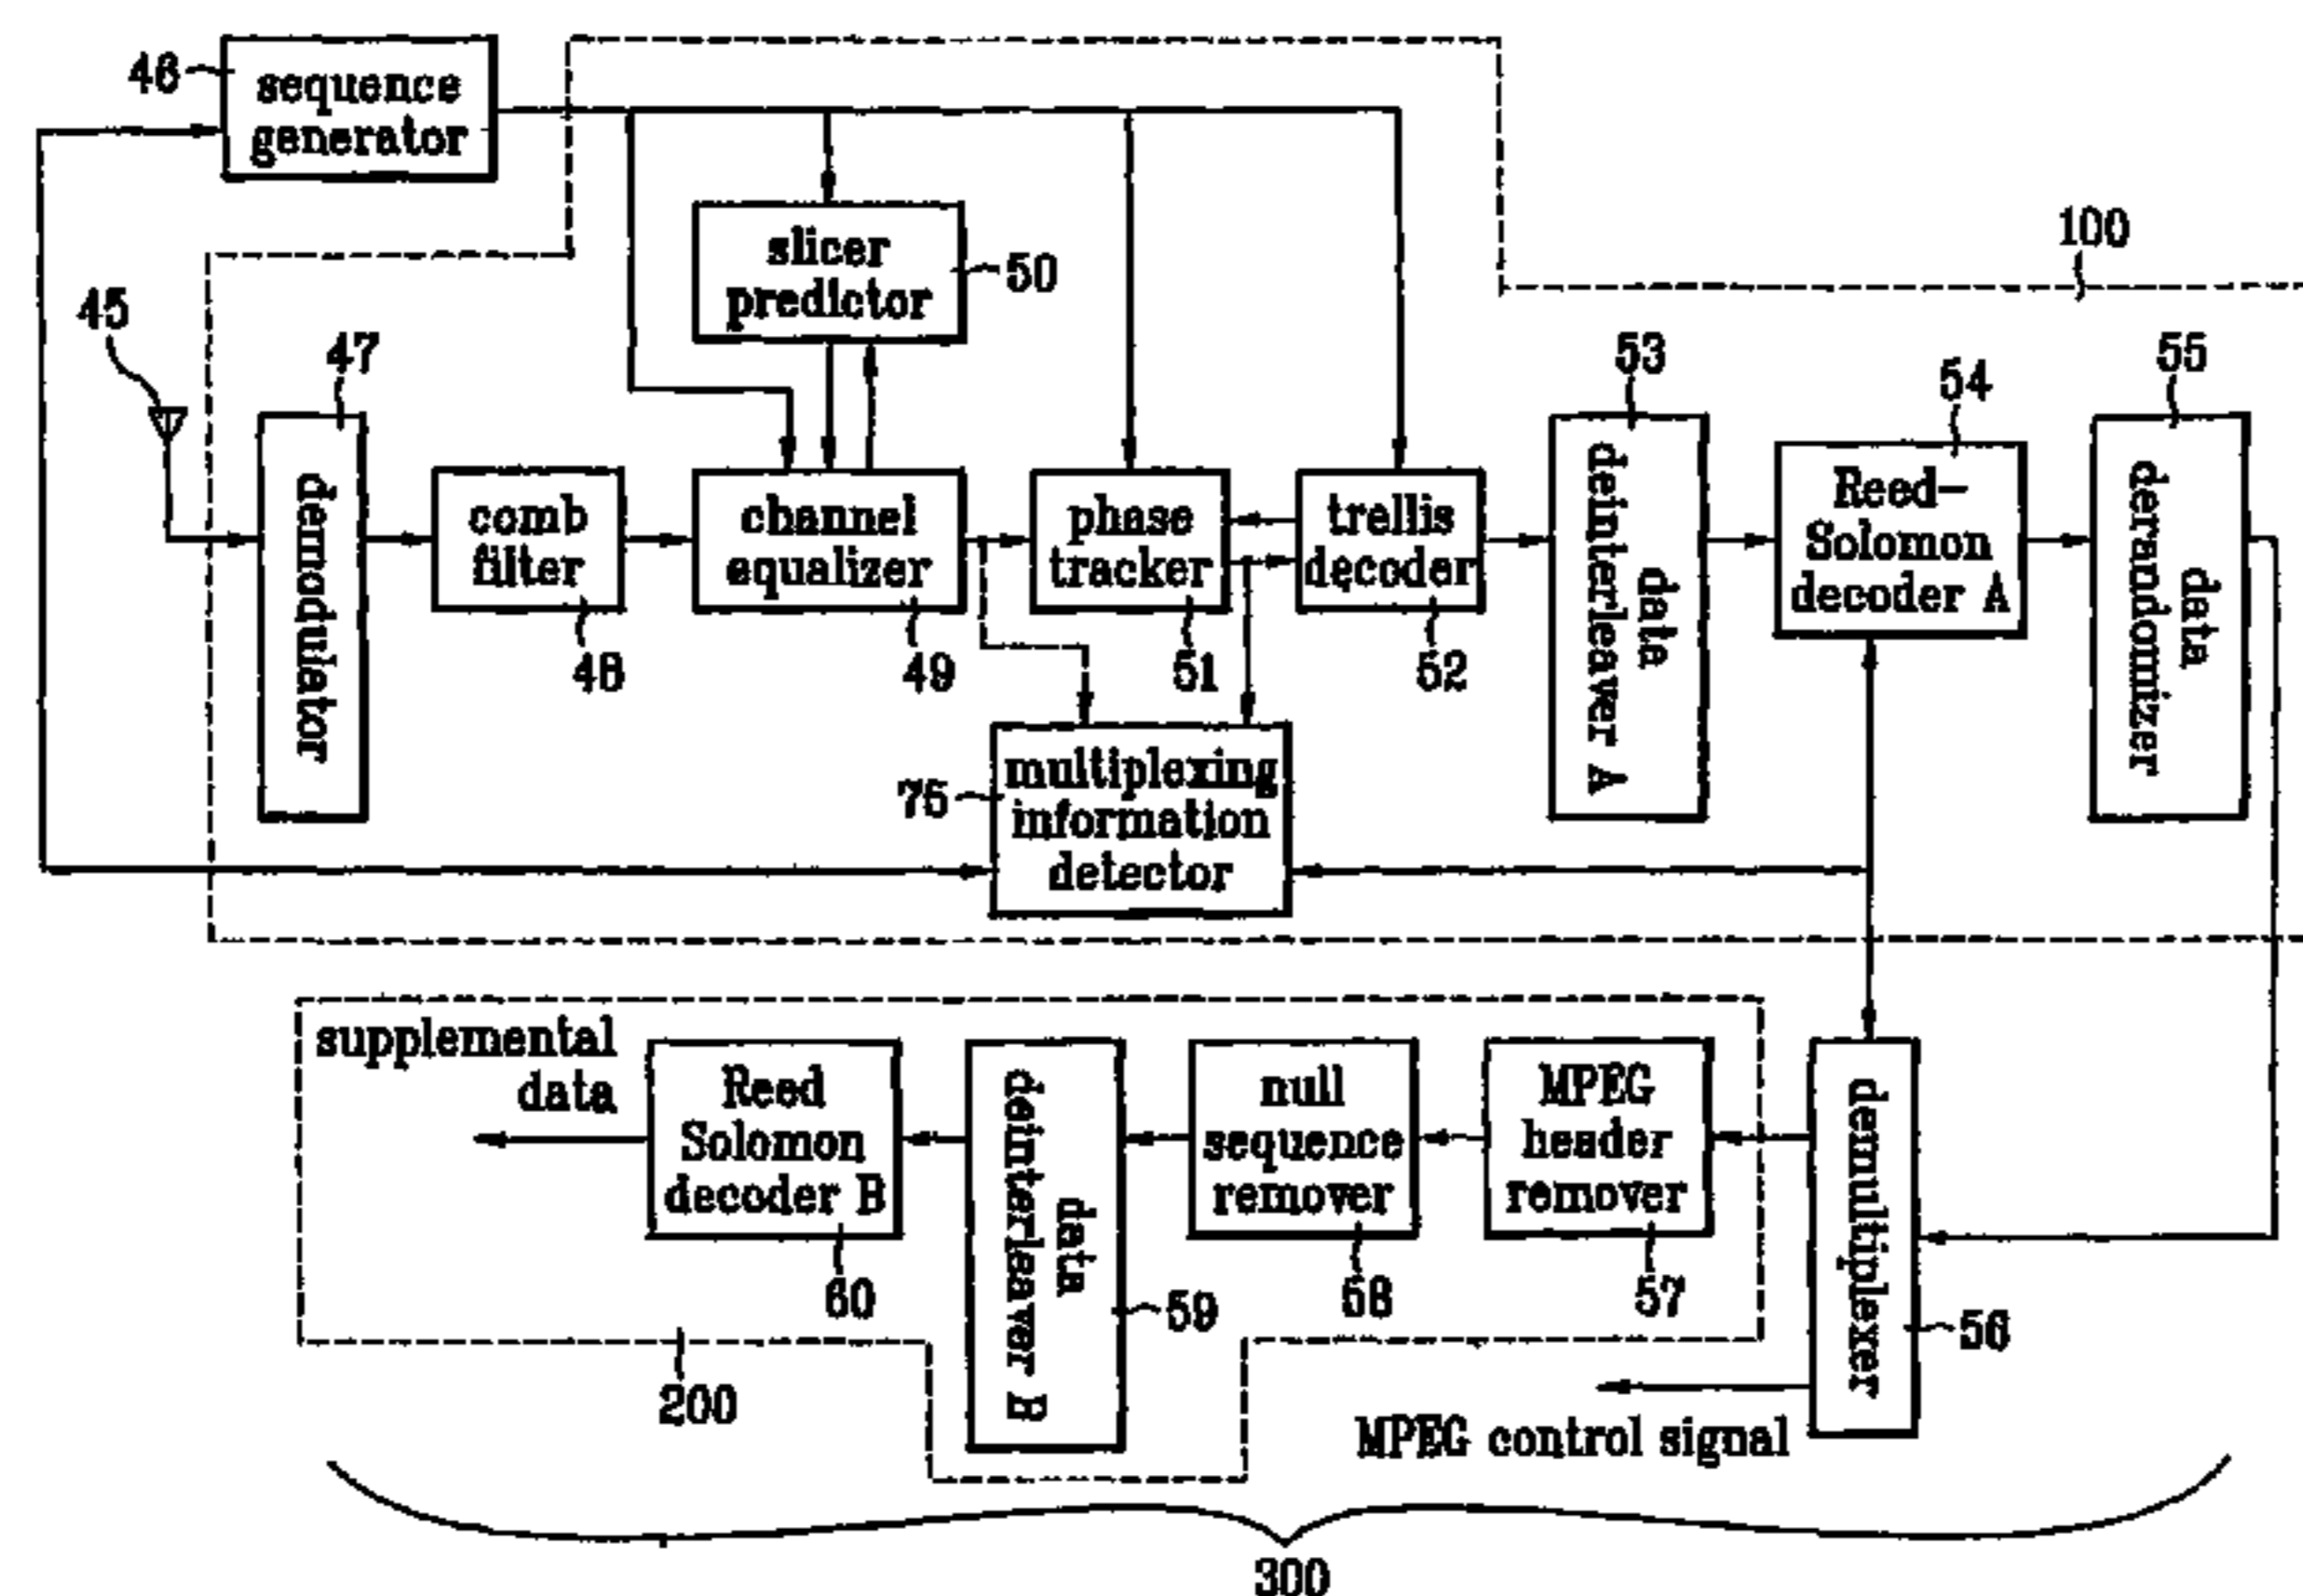 46
sequence
generator
100
slicer
predictor
50
45
47
53
54
55
demodulator
comb
filter
48
channel
equalizer
49
phase
tracker
51
trellis
decoder
52
data
deinterleaver A
Reed-
Solomon
decoder A
data
derandomizer
75
multiplexing
information
detector
supplemental
data
Reed
Solomon
decoder B
60
data
deinterleaver B
59
null
sequence
remover
58
MPEG
header
remover
57
demultiplexer
56
200
MPEG control signal
300